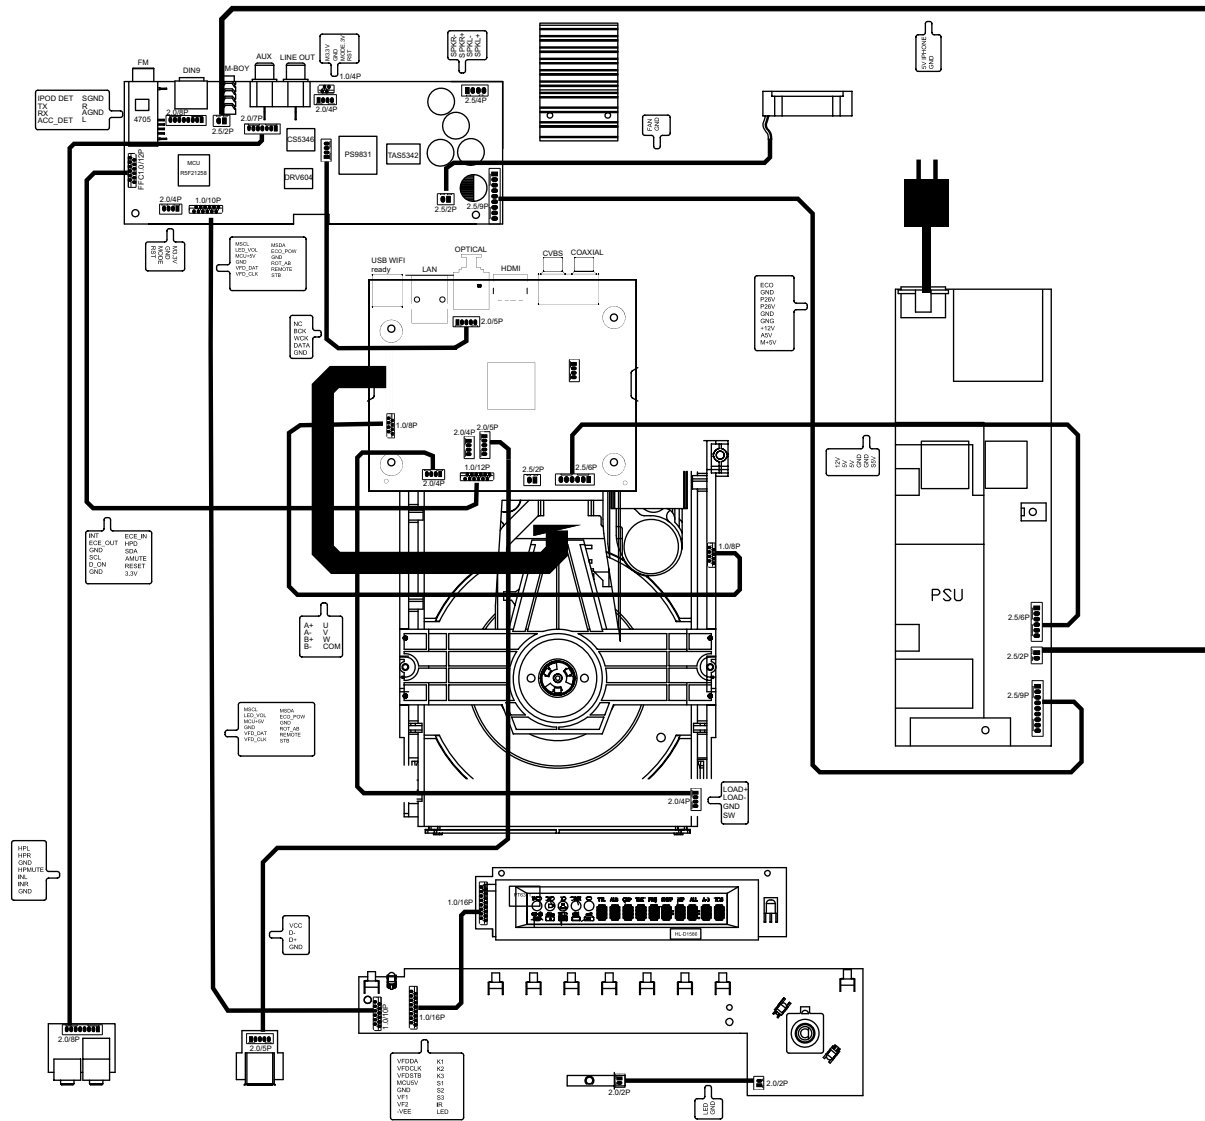 FM
DIN9
M-BOY
AUX
LINE OUT
M3.3V
GND
MODE.3V
RST
1.0/4P
2.0/4P
SPKR-
SPKR+
SPKL-
SPKL+
2.5/4P
5V IPHONE
GND
IPOD DET SGND
TX R
RX AGND
ACC_DET L
4705
2.0/8P
2.5/2P
2.0/7P
CS5346
PS9831
TAS5342
DRV604
MCU
R5F21258
FFC1.0/12P
2.0/4P
1.0/10P
2.5/2P
2.5/9P
FAN
GND
M3.3V
GND
MODE
RST
MSCL MSDA
LED_VOL ECO_POW
MCU+5V GND
GND ROT_AB
VFD_DAT REMOTE
VFD_CLK STB
USB WIFI
ready
LAN
OPTICAL
HDMI
CVBS
COAXIAL
NC
BCK
WCK
DATA
GND
2.0/5P
ECO
GND
P26V
P26V
GND
GNG
+12V
A5V
M+5V
1.0/8P
2.0/4P
2.0/5P
2.0/4P
1.0/12P
2.5/2P
2.5/6P
12V
5V
5V
GND
GND
S5V
INT ECE_IN
ECE_OUT HPD
GND SDA
SCL AMUTE
D_ON RESET
GND 3.3V
1.0/8P
PSU
2.5/6P
2.5/2P
2.5/9P
A+ U
A- V
B+ W
B- COM
MSCL MSDA
LED_VOL ECO_POW
MCU+5V GND
GND ROT_AB
VFD_DAT REMOTE
VFD_CLK STB
2.0/4P
LOAD+
LOAD-
GND
SW
HPL
HPR
GND
HPMUTE
INL
INR
GND
VCC
D-
D+
GND
1.0/16P
HL-D1586
1.0/10P
1.0/16P
2.0/8P
2.0/5P
VFDDA K1
VFDCLK K2
VFDSTB K3
MCU5V S1
GND S2
VF1 S3
VF2 IR
-VEE LED
2.0/2P
2.0/2P
LED
GND